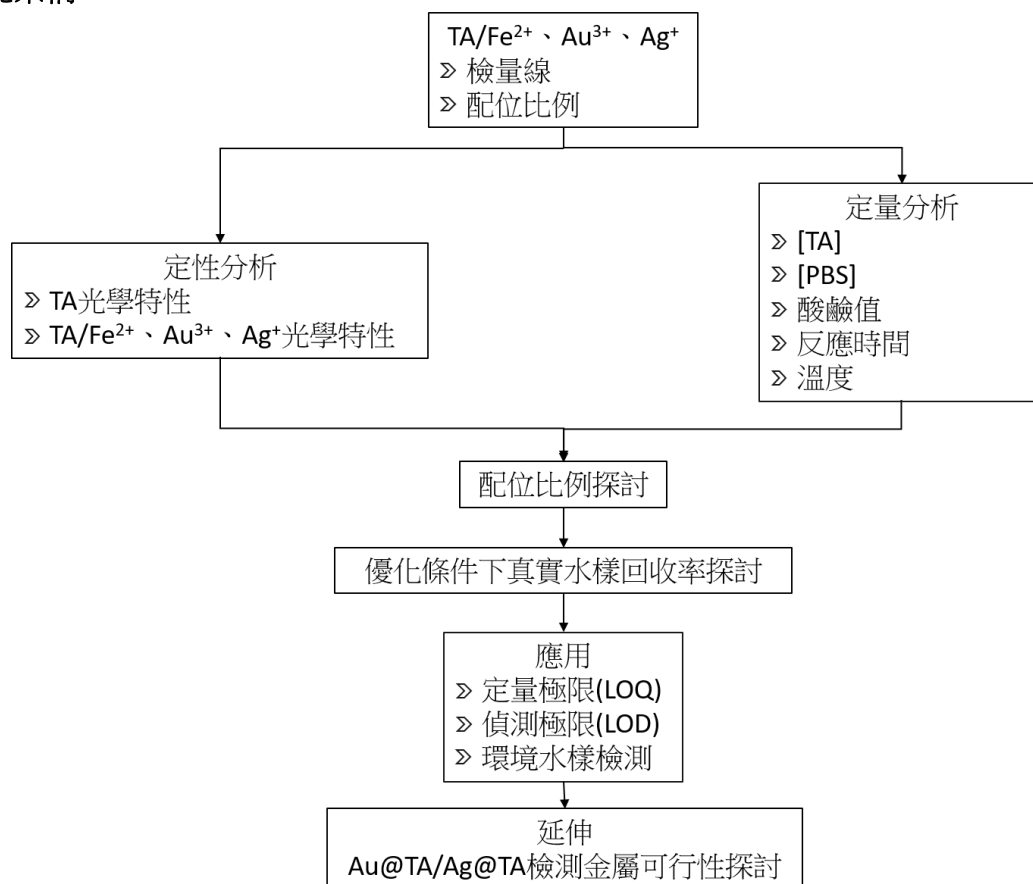 TA/Fe²⁺、Au³⁺、Ag⁺
⪢ 檢量線
⪢ 配位比例
定量分析
⪢ [TA]
⪢ [PBS]
⪢ 酸鹼值
⪢ 反應時間
⪢ 溫度
定性分析
⪢ TA光學特性
⪢ TA/Fe²⁺、Au³⁺、Ag⁺光學特性
配位比例探討
優化條件下真實水樣回收率探討
應用
⪢ 定量極限(LOQ)
⪢ 偵測極限(LOD)
⪢ 環境水樣檢測
延伸
Au@TA/Ag@TA檢測金屬可行性探討